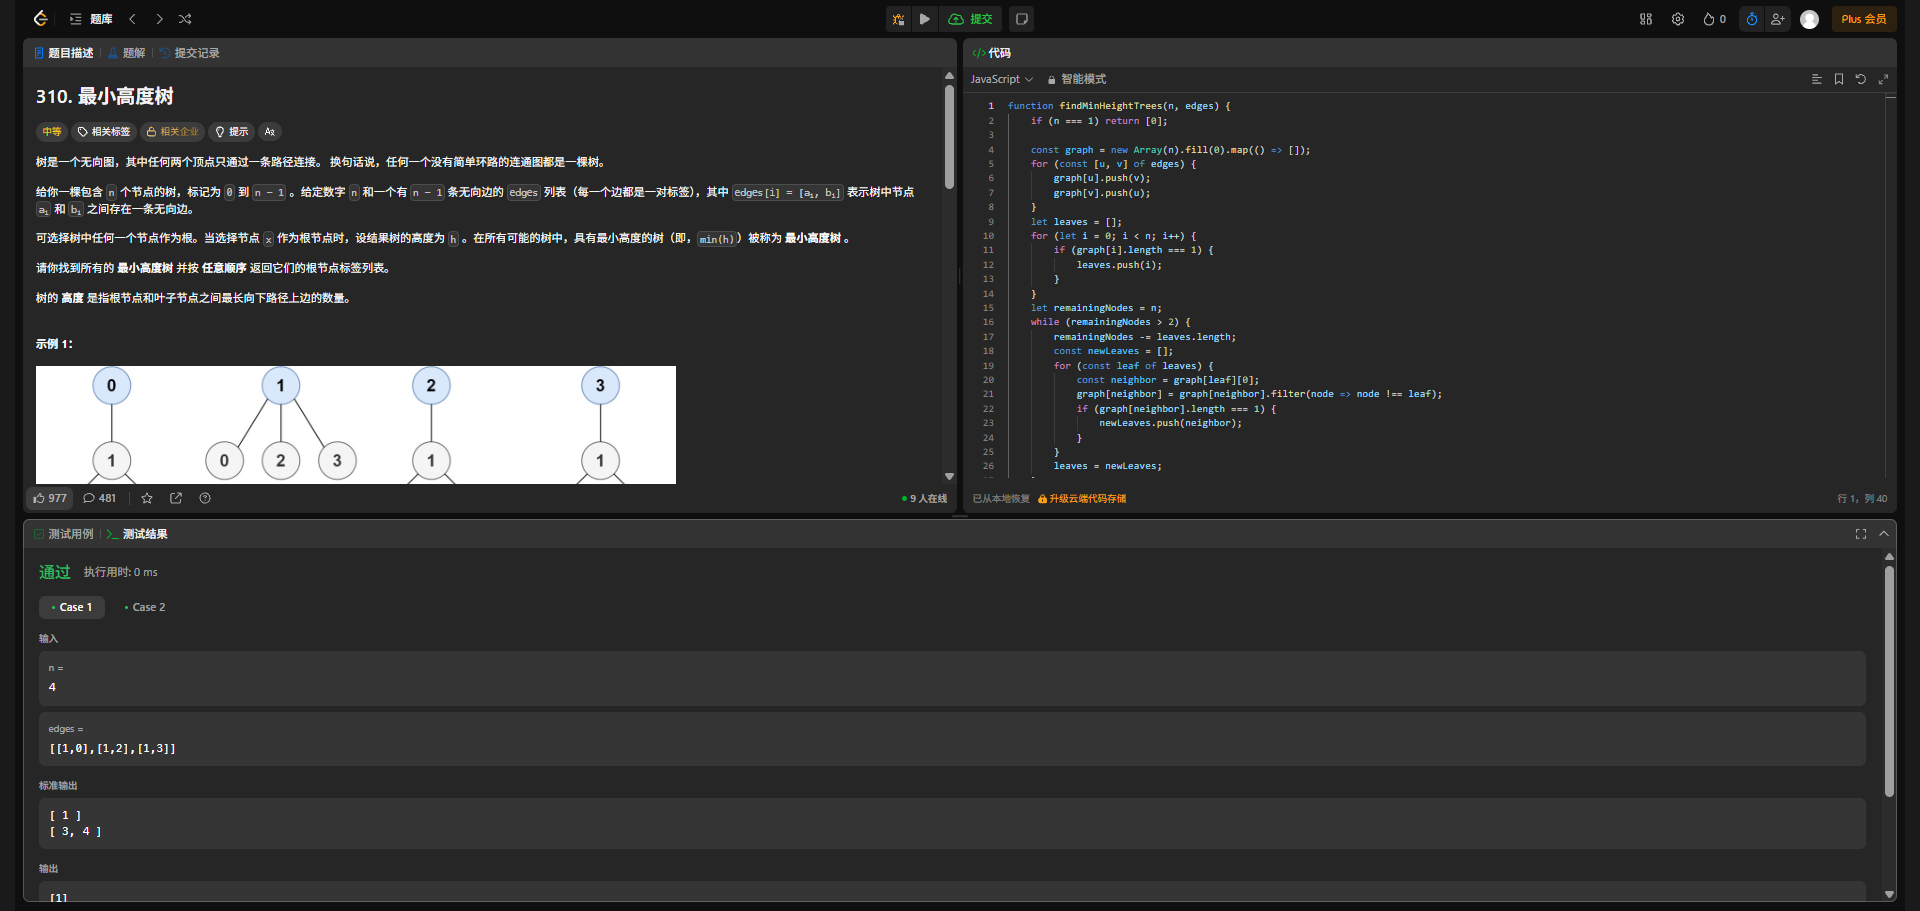 题库
提交
0
Plus 会员
题目描述
题解
提交记录
310. 最小高度树
中等
相关标签
相关企业
提示
树是一个无向图，其中任何两个顶点只通过一条路径连接。 换句话说，任何一个没有简单环路的连通图都是一棵树。
给你一棵包含 n 个节点的树，标记为 0 到 n - 1 。给定数字 n 和一个有 n - 1 条无向边的 edges 列表（每一个边都是一对标签），其中 edges[i] = [aᵢ, bᵢ] 表示树中节点
aᵢ 和 bᵢ 之间存在一条无向边。
可选择树中任何一个节点作为根。当选择节点 x 作为根节点时，设结果树的高度为 h 。在所有可能的树中，具有最小高度的树（即，min(h)）被称为 最小高度树 。
请你找到所有的 最小高度树 并按 任意顺序 返回它们的根节点标签列表。
树的 高度 是指根节点和叶子节点之间最长向下路径上边的数量。
示例 1：
0 1 2 3
1 0 2 3 1 1
977
481
9 人在线
代码
JavaScript
智能模式
1 function findMinHeightTrees(n, edges) {
2     if (n === 1) return [0];
3
4     const graph = new Array(n).fill(0).map(() => []);
5     for (const [u, v] of edges) {
6         graph[u].push(v);
7         graph[v].push(u);
8     }
9     let leaves = [];
10     for (let i = 0; i < n; i++) {
11         if (graph[i].length === 1) {
12             leaves.push(i);
13         }
14     }
15     let remainingNodes = n;
16     while (remainingNodes > 2) {
17         remainingNodes -= leaves.length;
18         const newLeaves = [];
19         for (const leaf of leaves) {
20             const neighbor = graph[leaf][0];
21             graph[neighbor] = graph[neighbor].filter(node => node !== leaf);
22             if (graph[neighbor].length === 1) {
23                 newLeaves.push(neighbor);
24             }
25         }
26         leaves = newLeaves;
已从本地恢复
升级云端代码存储
行 1，列 40
测试用例
测试结果
通过
执行用时: 0 ms
Case 1
Case 2
输入
n =
4
edges =
[[1,0],[1,2],[1,3]]
标准输出
[ 1 ]
[ 3, 4 ]
输出
[1]